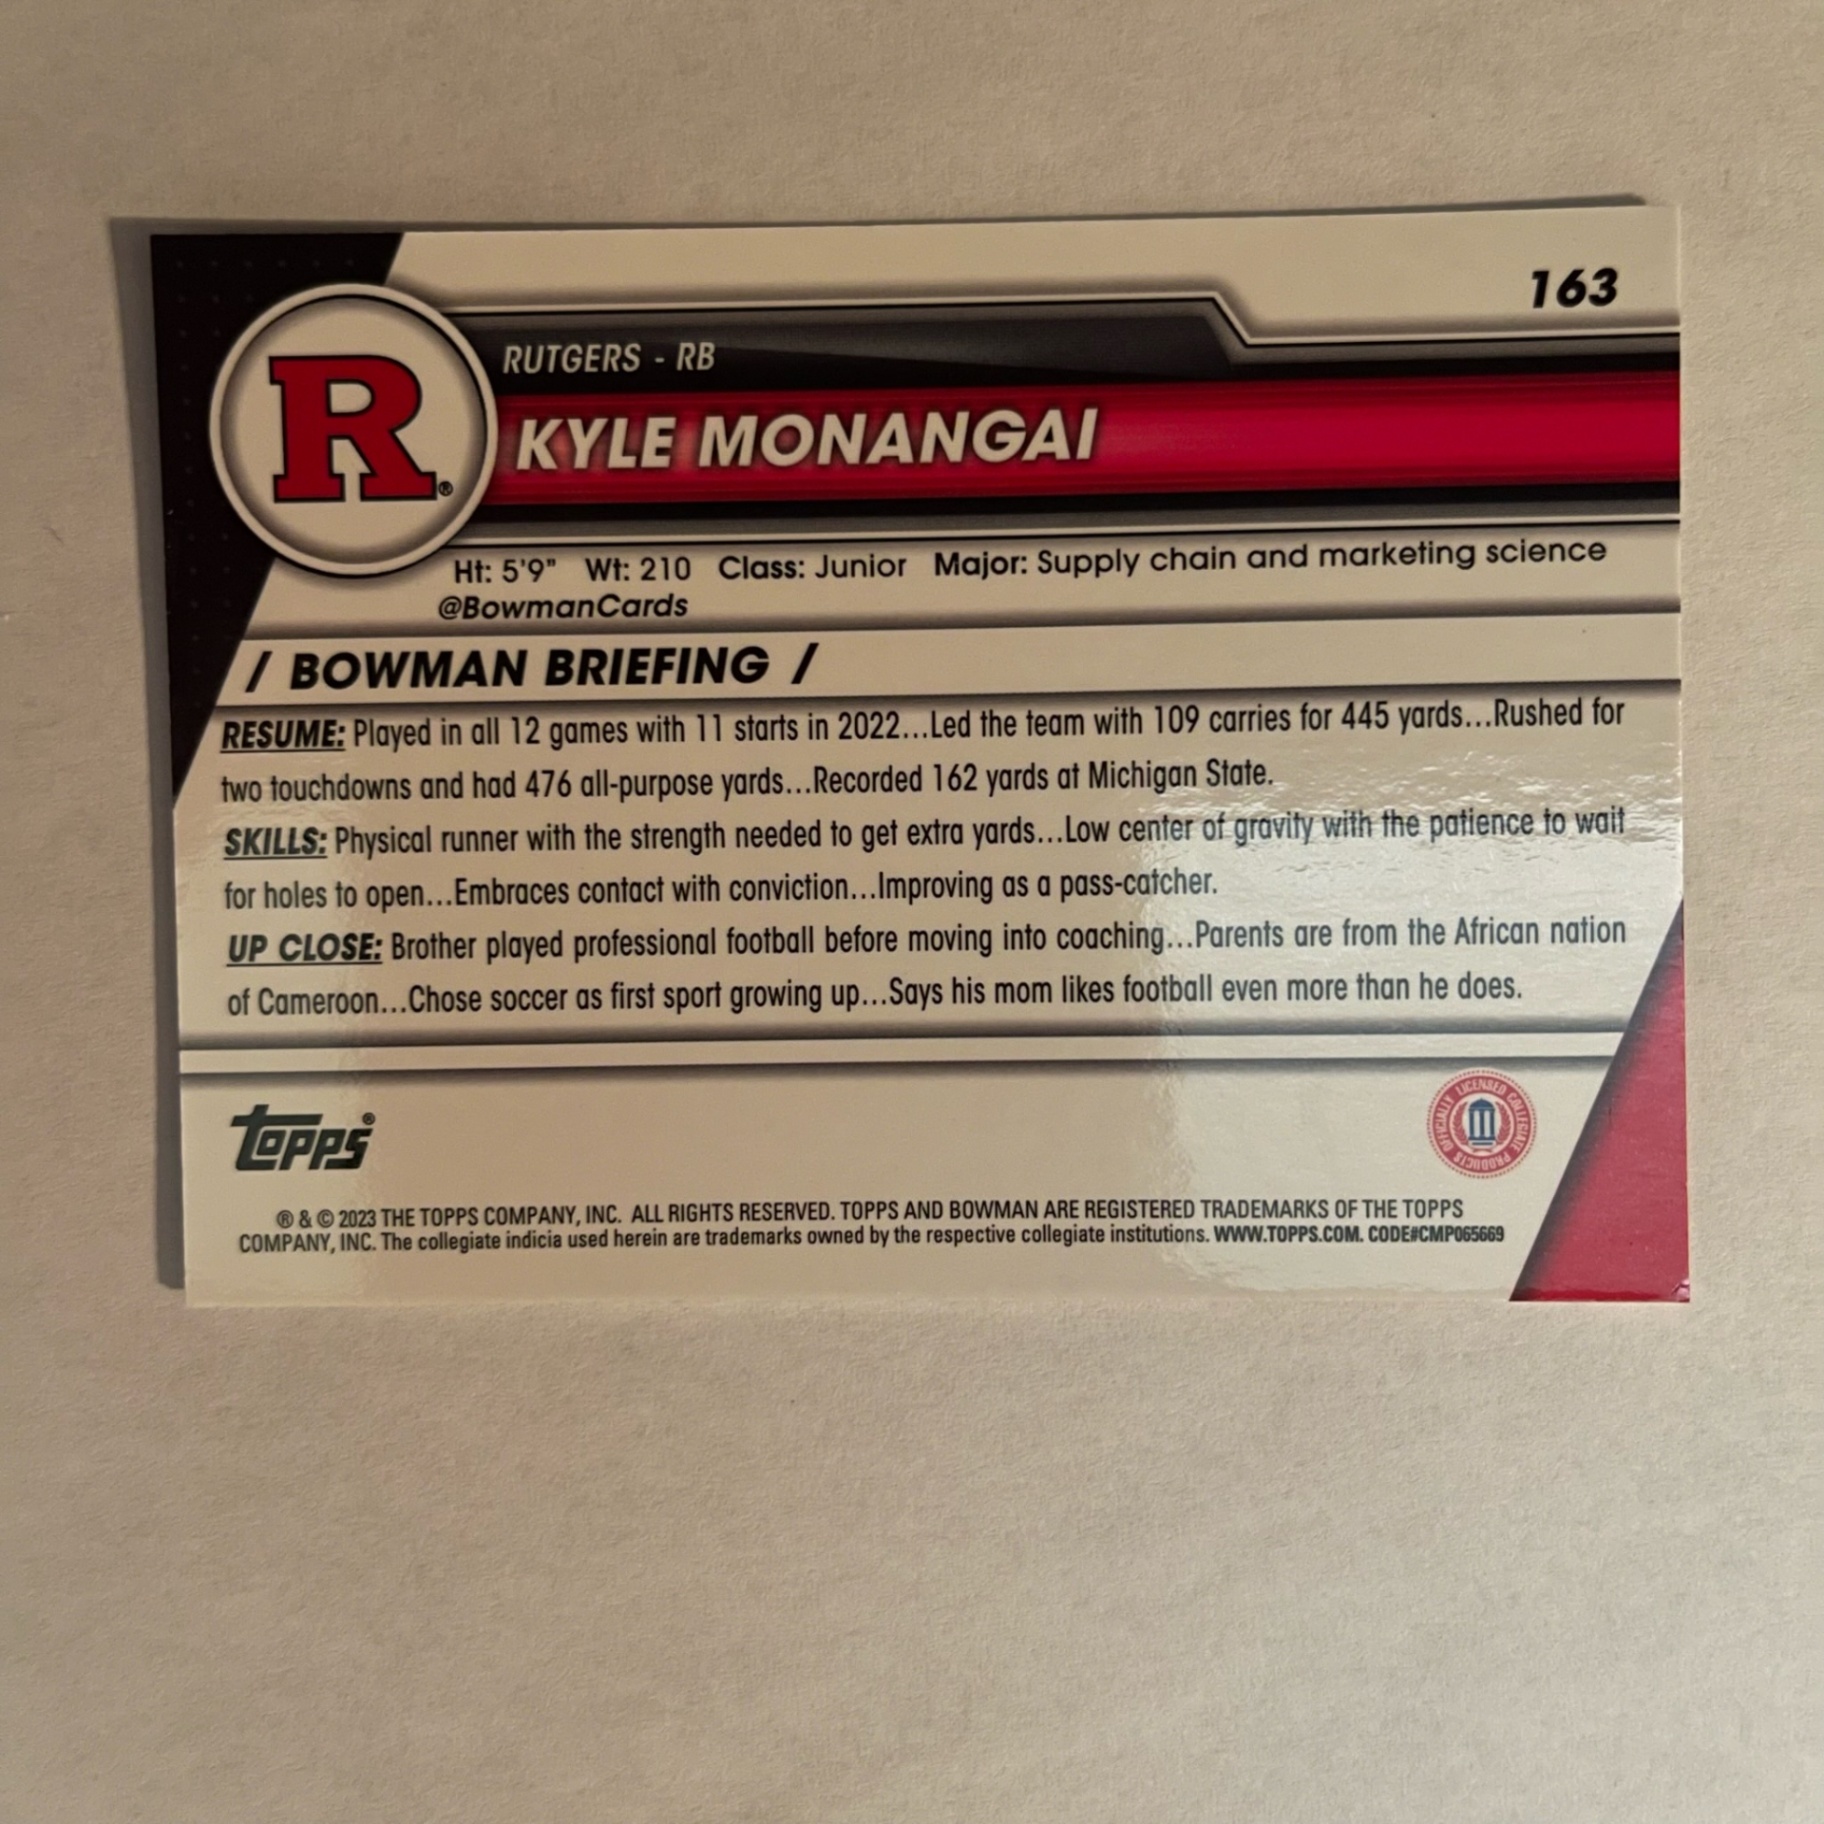 163
RUTGERS - RB
R®
KYLE MONANGAI
Ht: 5'9" Wt: 210 Class: Junior Major: Supply chain and marketing science
@BowmanCards
/ BOWMAN BRIEFING /
RESUME: Played in all 12 games with 11 starts in 2022...Led the team with 109 carries for 445 yards...Rushed for
two touchdowns and had 476 all-purpose yards...Recorded 162 yards at Michigan State.
SKILLS: Physical runner with the strength needed to get extra yards...Low center of gravity with the patience to wait
for holes to open...Embraces contact with conviction...Improving as a pass-catcher.
UP CLOSE: Brother played professional football before moving into coaching...Parents are from the African nation
of Cameroon...Chose soccer as first sport growing up...Says his mom likes football even more than he does.
Topps®
OFFICIALLY LICENSED COLLEGIATE PRODUCTS
® & © 2023 THE TOPPS COMPANY, INC. ALL RIGHTS RESERVED. TOPPS AND BOWMAN ARE REGISTERED TRADEMARKS OF THE TOPPS
COMPANY, INC. The collegiate indicia used herein are trademarks owned by the respective collegiate institutions. WWW.TOPPS.COM. CODE#CMP065669